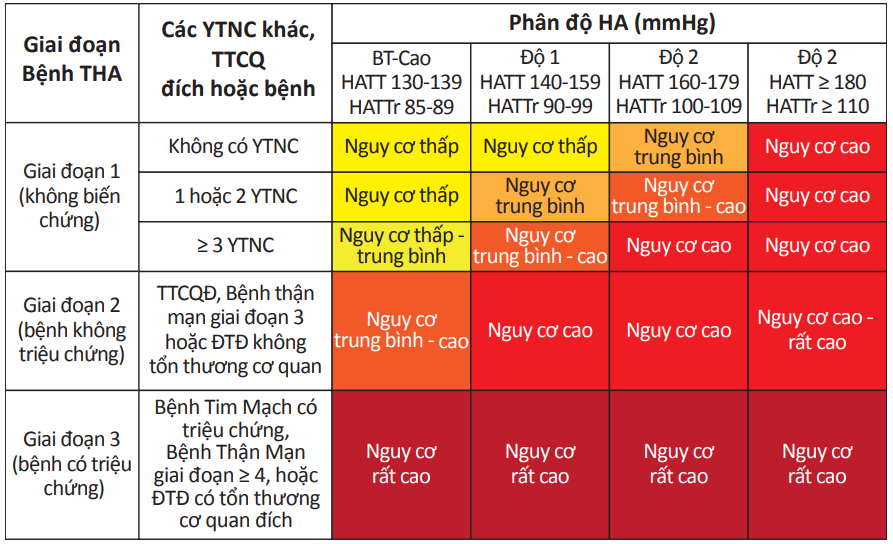 Giai đoạn
Bệnh THA
Các YTNC khác,
TTCQ
đích hoặc bệnh
Phân độ HA (mmHg)
BT-Cao
HATT 130-139
HATTr 85-89
Độ 1
HATT 140-159
HATTr 90-99
Độ 2
HATT 160-179
HATTr 100-109
Độ 2
HATT ≥ 180
HATTr ≥ 110
Giai đoạn 1
(không biến
chứng)
Không có YTNC
Nguy cơ thấp
Nguy cơ thấp
Nguy cơ
trung bình
Nguy cơ cao
1 hoặc 2 YTNC
Nguy cơ thấp
Nguy cơ
trung bình
Nguy cơ
trung bình - cao
Nguy cơ cao
≥ 3 YTNC
Nguy cơ thấp -
trung bình
Nguy cơ
trung bình - cao
Nguy cơ cao
Nguy cơ cao
Giai đoạn 2
(bệnh không
triệu chứng)
TTCQĐ, Bệnh thận
mạn giai đoạn 3
hoặc ĐTĐ không
tổn thương cơ quan
Nguy cơ
trung bình - cao
Nguy cơ cao
Nguy cơ cao
Nguy cơ cao -
rất cao
Giai đoạn 3
(bệnh có triệu
chứng)
Bệnh Tim Mạch có
triệu chứng,
Bệnh Thận Mạn
giai đoạn ≥ 4, hoặc
ĐTĐ có tổn thương
cơ quan đích
Nguy cơ
rất cao
Nguy cơ
rất cao
Nguy cơ
rất cao
Nguy cơ
rất cao